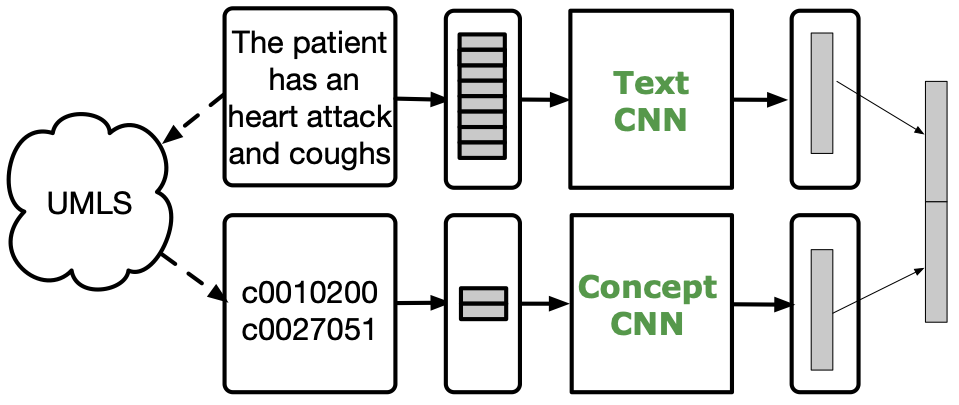 The patient
has an
heart attack
and coughs
Text
CNN
UMLS
c0010200
c0027051
Concept
CNN